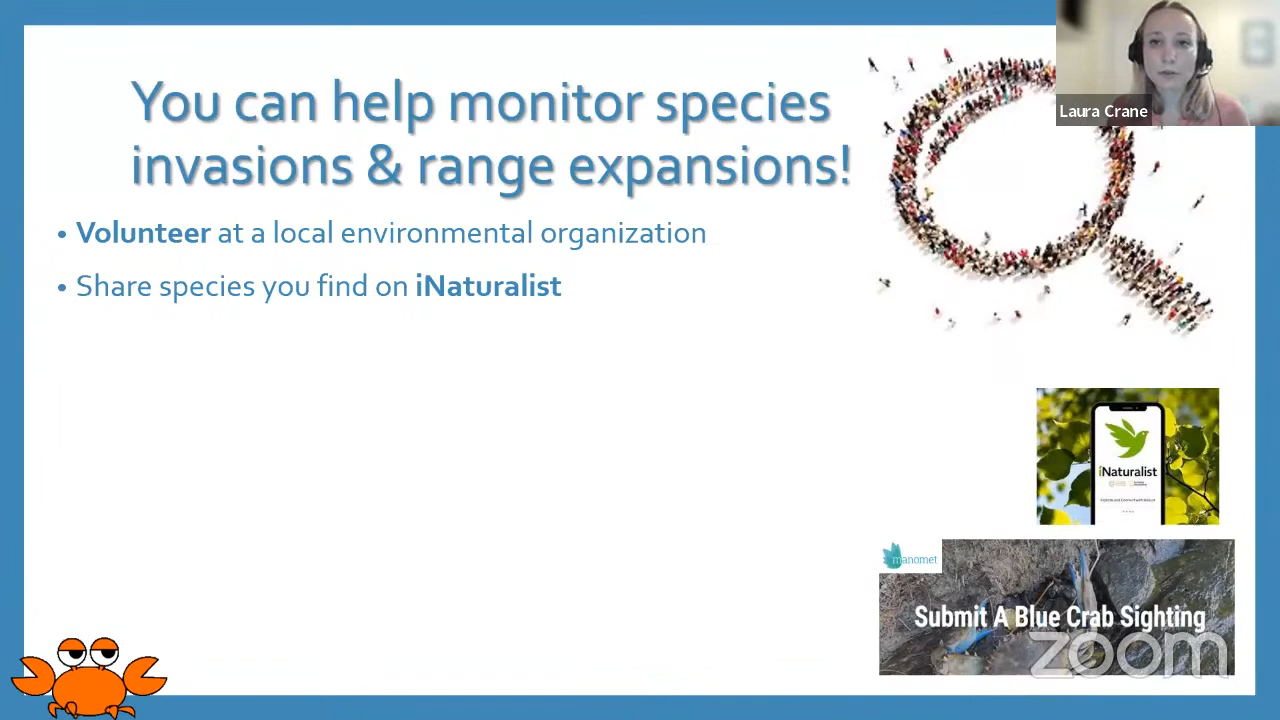 You can help monitor species
invasions & range expansions!
Laura Crane
• Volunteer at a local environmental organization
• Share species you find on iNaturalist
iNaturalist
manomet
Submit A Blue Crab Sighting
zoom